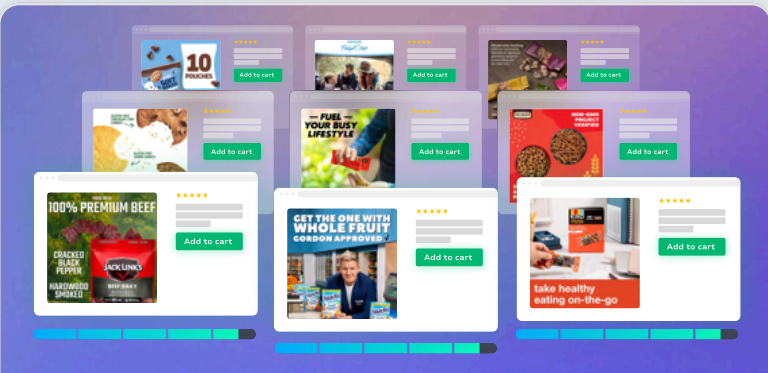 10
POUCHES
Add to cart
Add to cart
Add to cart
Add to cart
— FUEL —
YOUR BUSY
LIFESTYLE
Add to cart
NON-GMO
PROJECT
VERIFIED
Add to cart
100% PREMIUM BEEF
CRACKED
BLACK
PEPPER
HARDWOOD
SMOKED
JACK LINK'S
BEEF JERKY
Add to cart
GET THE ONE WITH
WHOLE FRUIT
GORDON APPROVED
Add to cart
KIND
take healthy
eating on-the-go
Add to cart